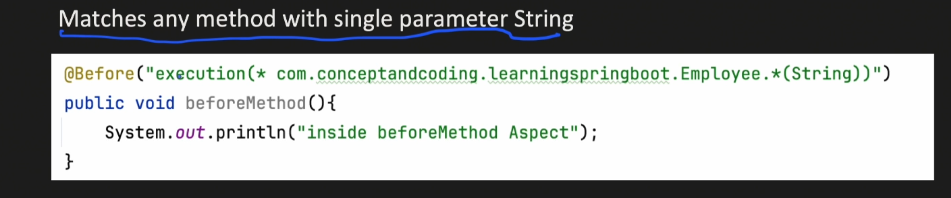 Matches any method with single parameter String
@Before("execution(* com.conceptandcoding.learningspringboot.Employee.*(String))")
public void beforeMethod(){
    System.out.println("inside beforeMethod Aspect");
}